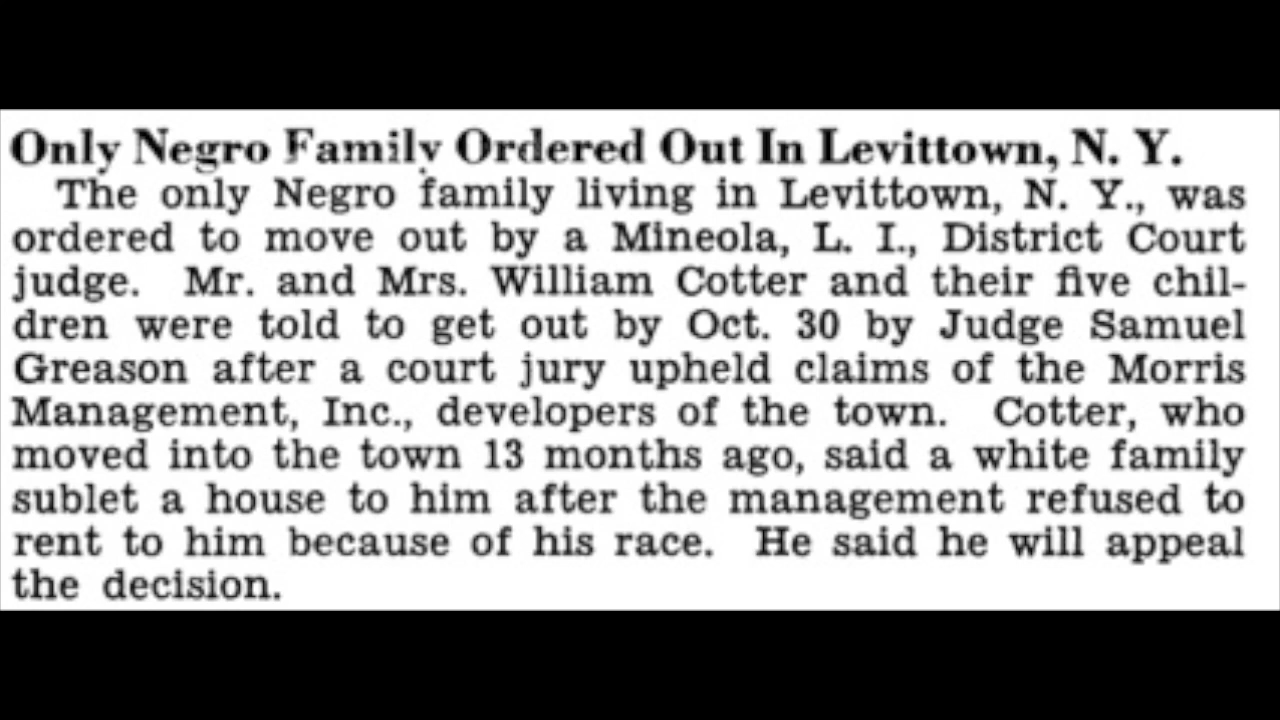 Only Negro Family Ordered Out In Levittown, N. Y.
The only Negro family living in Levittown, N. Y., was
ordered to move out by a Mineola, L. I., District Court
judge. Mr. and Mrs. William Cotter and their five chil-
dren were told to get out by Oct. 30 by Judge Samuel
Greason after a court jury upheld claims of the Morris
Management, Inc., developers of the town. Cotter, who
moved into the town 13 months ago, said a white family
sublet a house to him after the management refused to
rent to him because of his race. He said he will appeal
the decision.